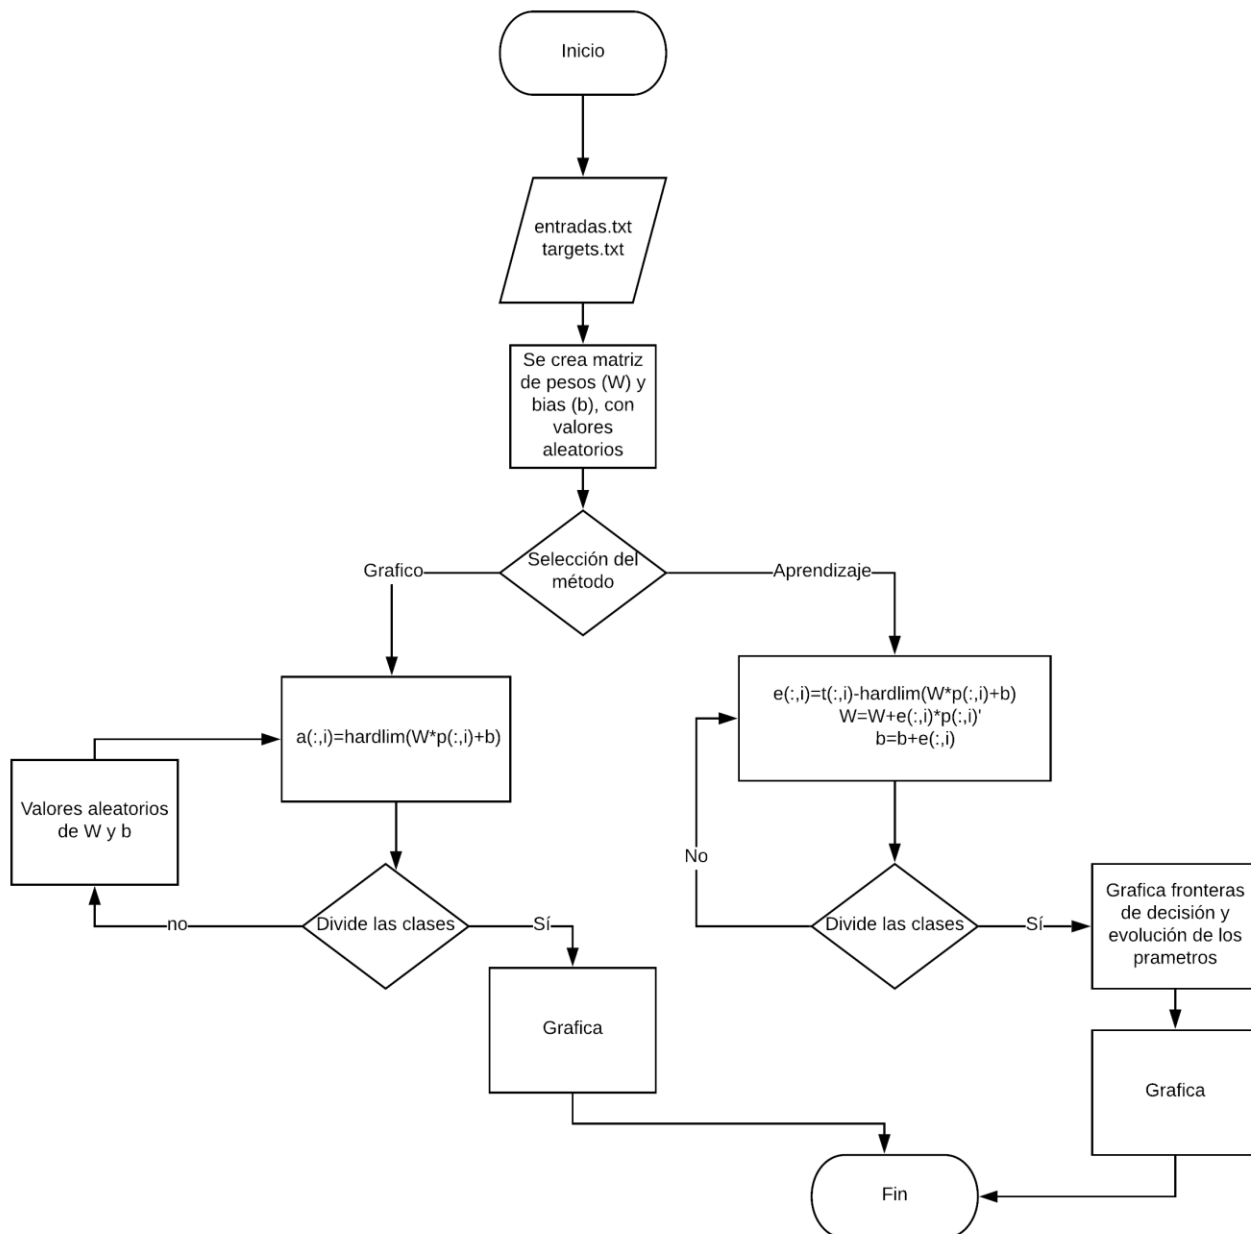 Inicio
entradas.txt
targets.txt
Se crea matriz
de pesos (W) y
bias (b), con
valores
aleatorios
Selección del
método
Grafico
Aprendizaje
a(:,i)=hardlim(W*p(:,i)+b)
e(:,i)=t(:,i)-hardlim(W*p(:,i)+b)
W=W+e(:,i)*p(:,i)'
b=b+e(:,i)
Valores aleatorios
de W y b
no
Divide las clases
Sí
No
Divide las clases
Sí
Grafica fronteras
de decisión y
evolución de los
prametros
Grafica
Grafica
Fin